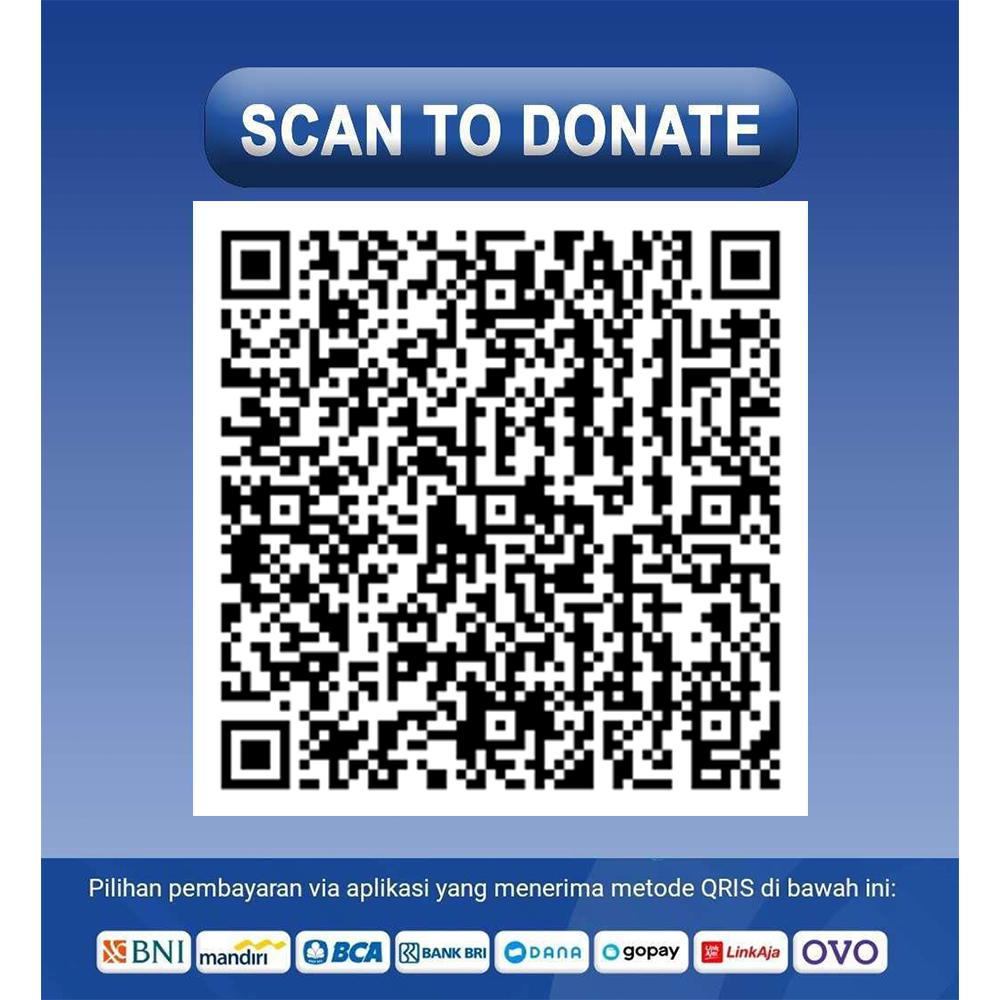 SCAN TO DONATE
Pilihan pembayaran via aplikasi yang menerima metode QRIS di bawah ini:
BNI mandiri BCA BANK BRI DANA gopay LinkAja OVO